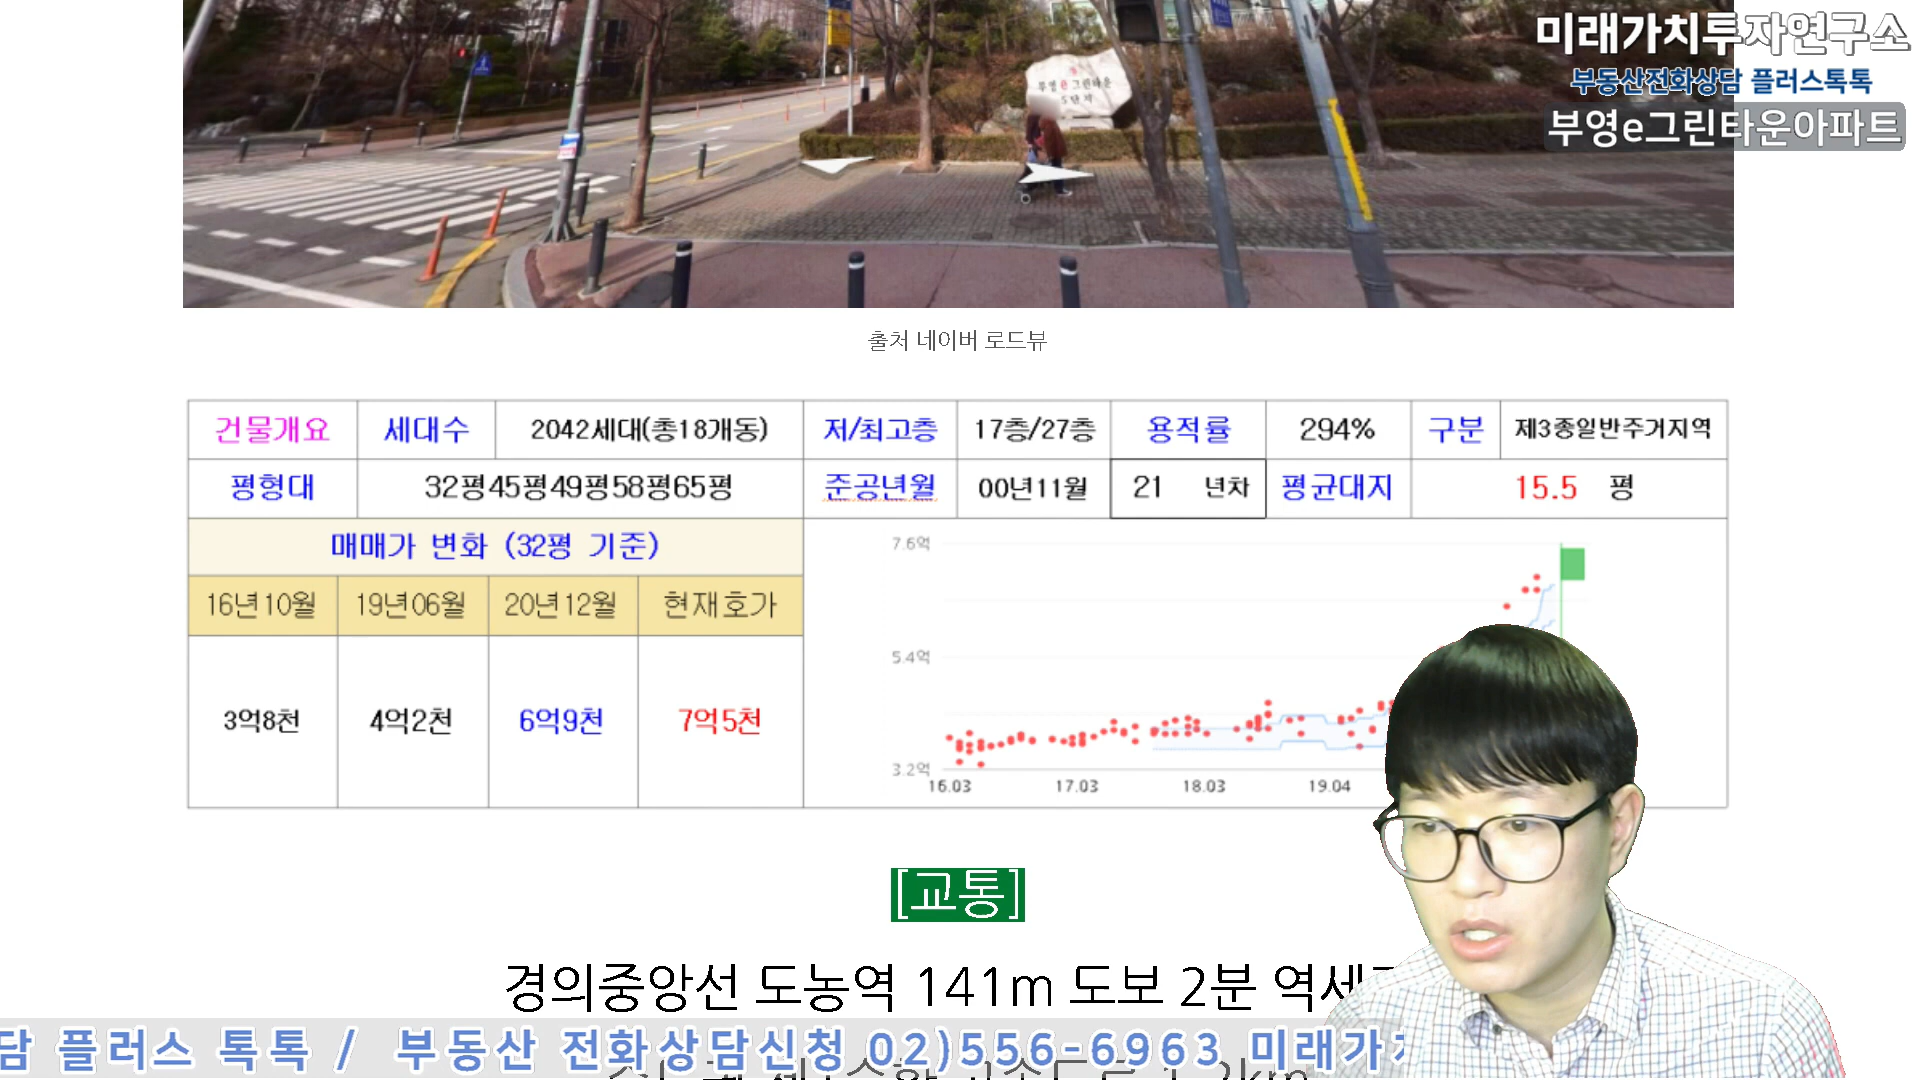 미래가치투자연구소
부동산전화상담 플러스톡톡
부영e그린타운아파트
부영 e 그린타운
5단지
출처 네이버 로드뷰
건물개요 세대수 2042세대(총18개동) 저/최고층 17층/27층 용적률 294% 구분 제3종일반주거지역
평형대 32평45평49평58평65평 준공년월 00년11월 21 년차 평균대지 15.5 평
매매가 변화 (32평 기준)
16년10월 19년06월 20년12월 현재호가
3억8천 4억2천 6억9천 7억5천
7.6억
5.4억
3.2억
16.03 17.03 18.03 19.04
[교통]
경의중앙선 도농역 141m 도보 2분 역세
담 플러스 톡톡 / 부동산 전화상담신청 02)556-6963 미래가